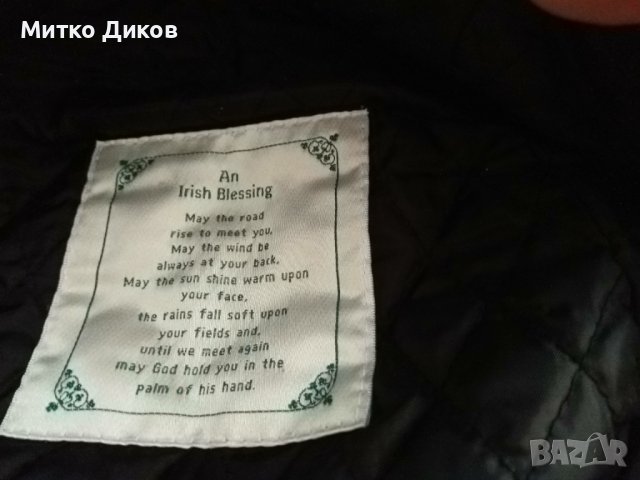 Митко Диков
An
Irish Blessing
May the road
rise to meet you,
May the wind be
always at your back,
May the sun shine warm upon
your face,
the rains fall soft upon
your fields and,
until we meet again
may God hold you in the
palm of his hand.
BAZAR